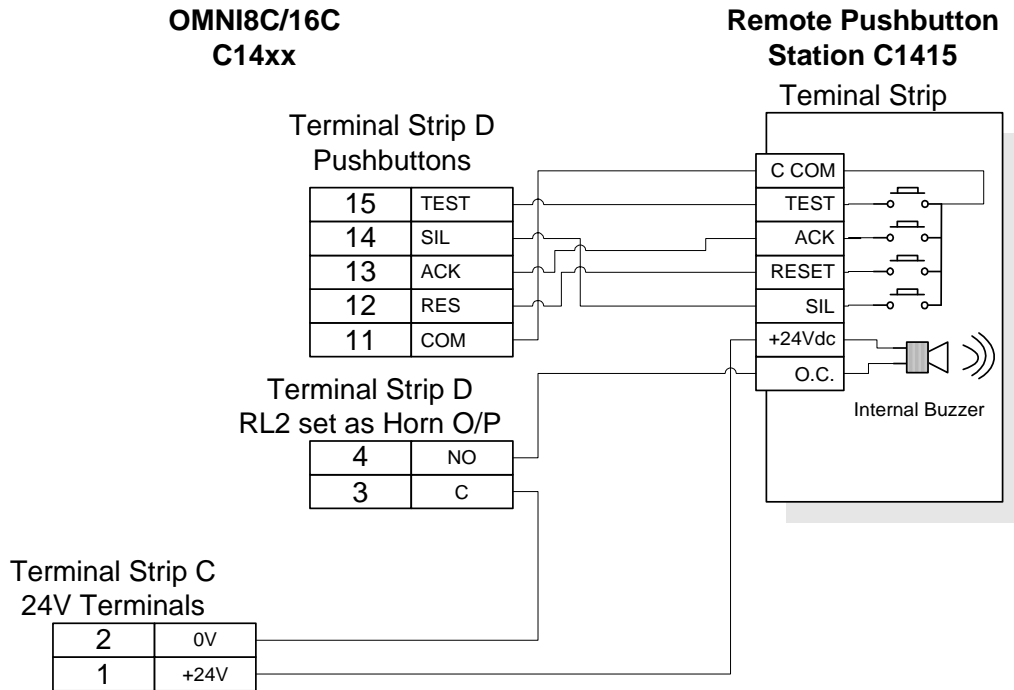 OMNI8C/16C
C14xx
Remote Pushbutton
Station C1415
Teminal Strip
Terminal Strip D
Pushbuttons
15 TEST
14 SIL
13 ACK
12 RES
11 COM
C COM
TEST
ACK
RESET
SIL
+24Vdc
O.C.
Internal Buzzer
Terminal Strip D
RL2 set as Horn O/P
4 NO
3 C
Terminal Strip C
24V Terminals
2 0V
1 +24V